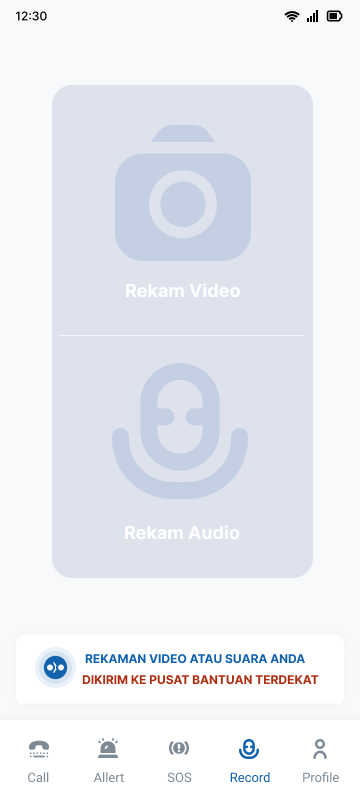 12:30
Rekam Video
Rekam Audio
REKAMAN VIDEO ATAU SUARA ANDA
DIKIRIM KE PUSAT BANTUAN TERDEKAT
Call
Allert
SOS
Record
Profile